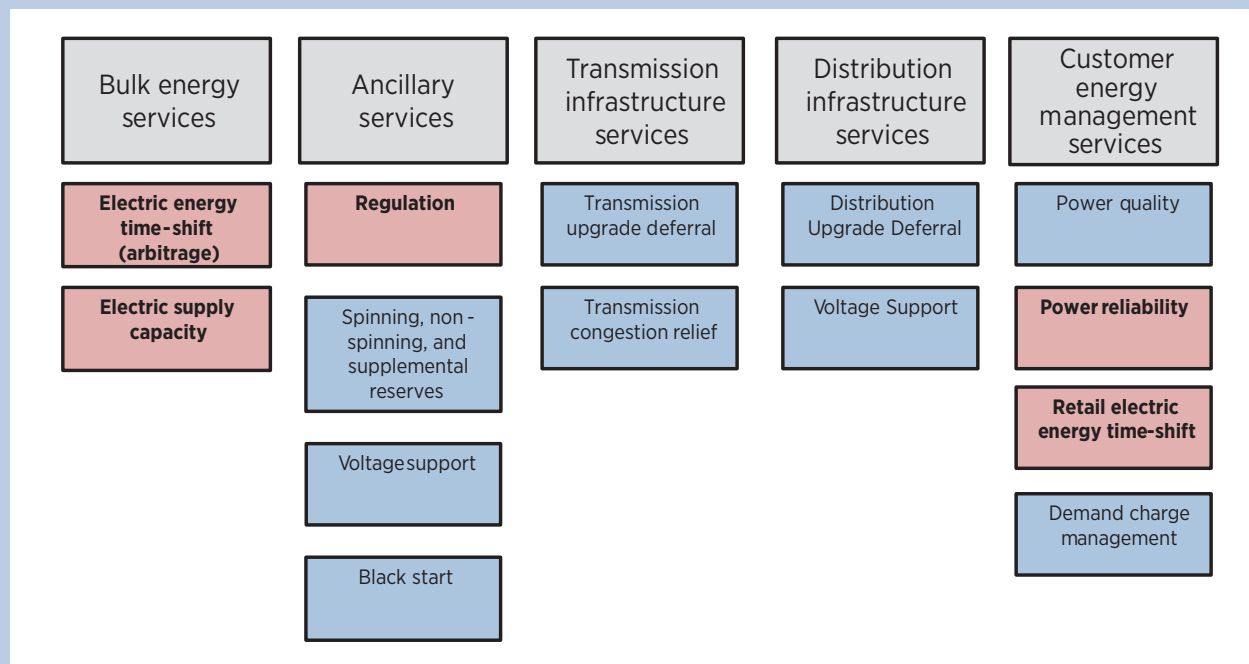 Bulk energy
services
Electric energy
time-shift
(arbitrage)
Electric supply
capacity
Ancillary
services
Regulation
Spinning, non-
spinning, and
supplemental
reserves
Voltage support
Black start
Transmission
infrastructure
services
Transmission
upgrade deferral
Transmission
congestion relief
Distribution
infrastructure
services
Distribution
Upgrade Deferral
Voltage Support
Customer
energy
management
services
Power quality
Power reliability
Retail electric
energy time-shift
Demand charge
management